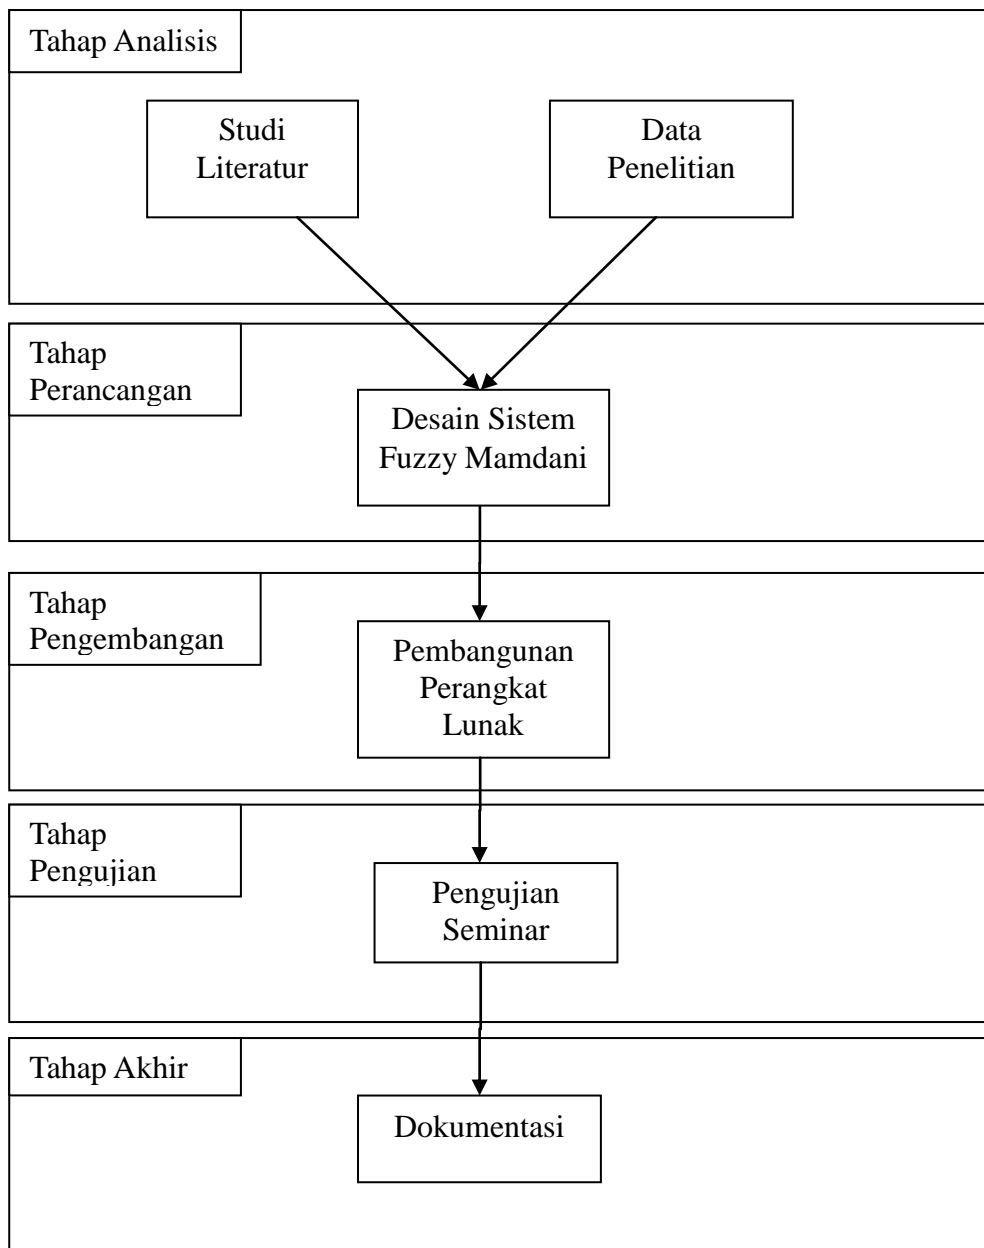 Tahap Analisis
Studi
Literatur
Data
Penelitian
Tahap
Perancangan
Desain Sistem
Fuzzy Mamdani
Tahap
Pengembangan
Pembangunan
Perangkat
Lunak
Tahap
Pengujian
Pengujian
Seminar
Tahap Akhir
Dokumentasi